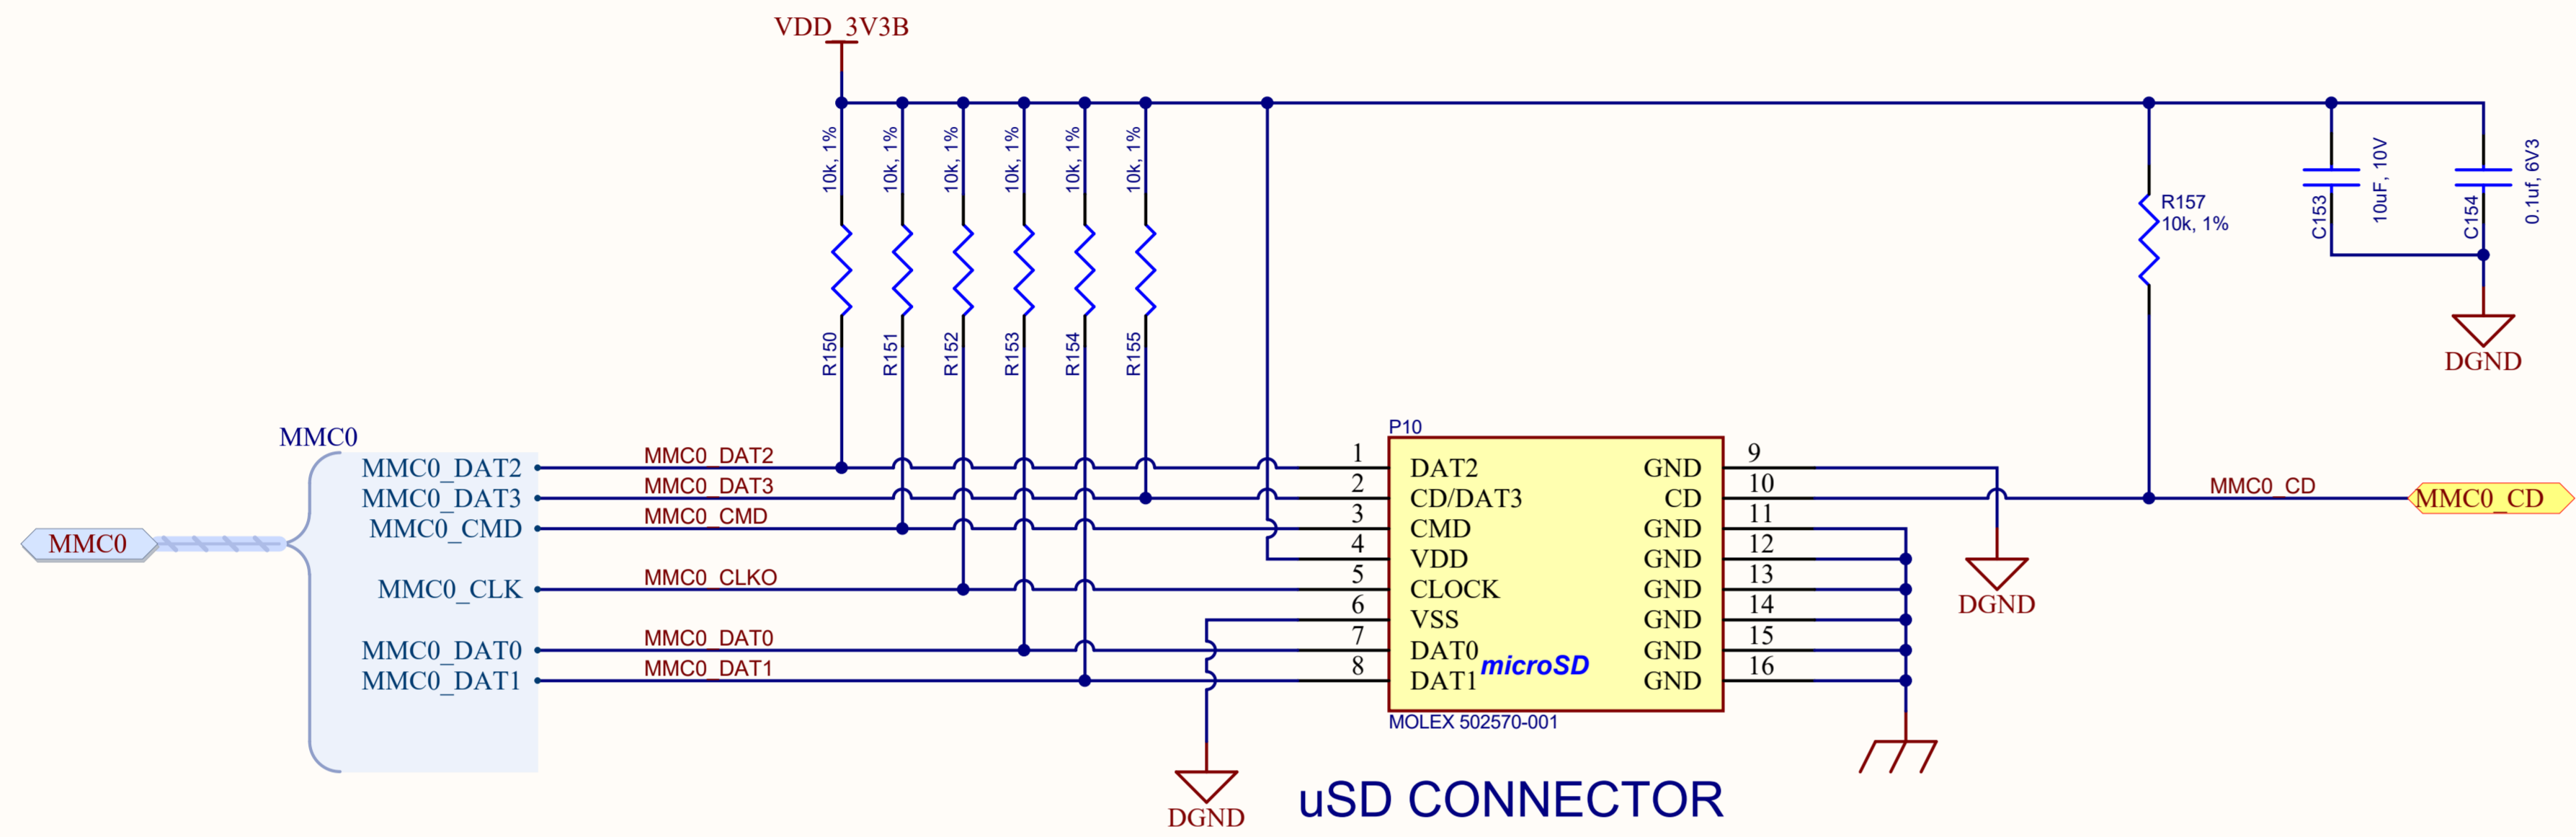 VDD_3V3B
10k, 1%
10k, 1%
10k, 1%
10k, 1%
10k, 1%
10k, 1%
R150
R151
R152
R153
R154
R155
R157
10k, 1%
C153
10uF, 10V
C154
0.1uf, 6V3
DGND
MMC0
MMC0
MMC0_DAT2
MMC0_DAT3
MMC0_CMD
MMC0_CLK
MMC0_DAT0
MMC0_DAT1
MMC0_DAT2
MMC0_DAT3
MMC0_CMD
MMC0_CLKO
MMC0_DAT0
MMC0_DAT1
P10
1 DAT2 GND 9
2 CD/DAT3 CD 10
3 CMD GND 11
4 VDD GND 12
5 CLOCK GND 13
6 VSS GND 14
7 DAT0 GND 15
8 DAT1 GND 16
microSD
MOLEX 502570-001
MMC0_CD
MMC0_CD
DGND
DGND
uSD CONNECTOR